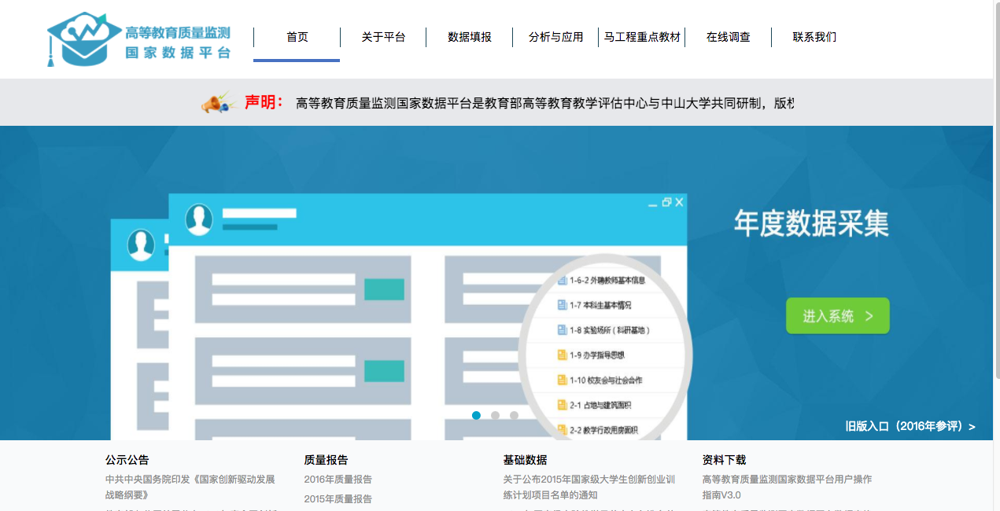 高等教育质量监测
国家数据平台
首页
关于平台
数据填报
分析与应用
马工程重点教材
在线调查
联系我们
声明：
高等教育质量监测国家数据平台是教育部高等教育教学评估中心与中山大学共同研制，版权
年度数据采集
1-6-2 外聘教师基本信息
1-7 本科生基本情况
1-8 实验场所 ( 科研基地 )
1-9 办学指导思想
1-10 校友会与社会合作
2-1 占地与建筑面积
2-2 教学行政用房面积
进入系统 >
旧版入口（2016年参评）>
公示公告
中共中央国务院印发《国家创新驱动发展
战略纲要》
质量报告
2016年质量报告
2015年质量报告
基础数据
关于公布2015年国家级大学生创新创业训
练计划项目名单的通知
资料下载
高等教育质量监测国家数据平台用户操作
指南V3.0